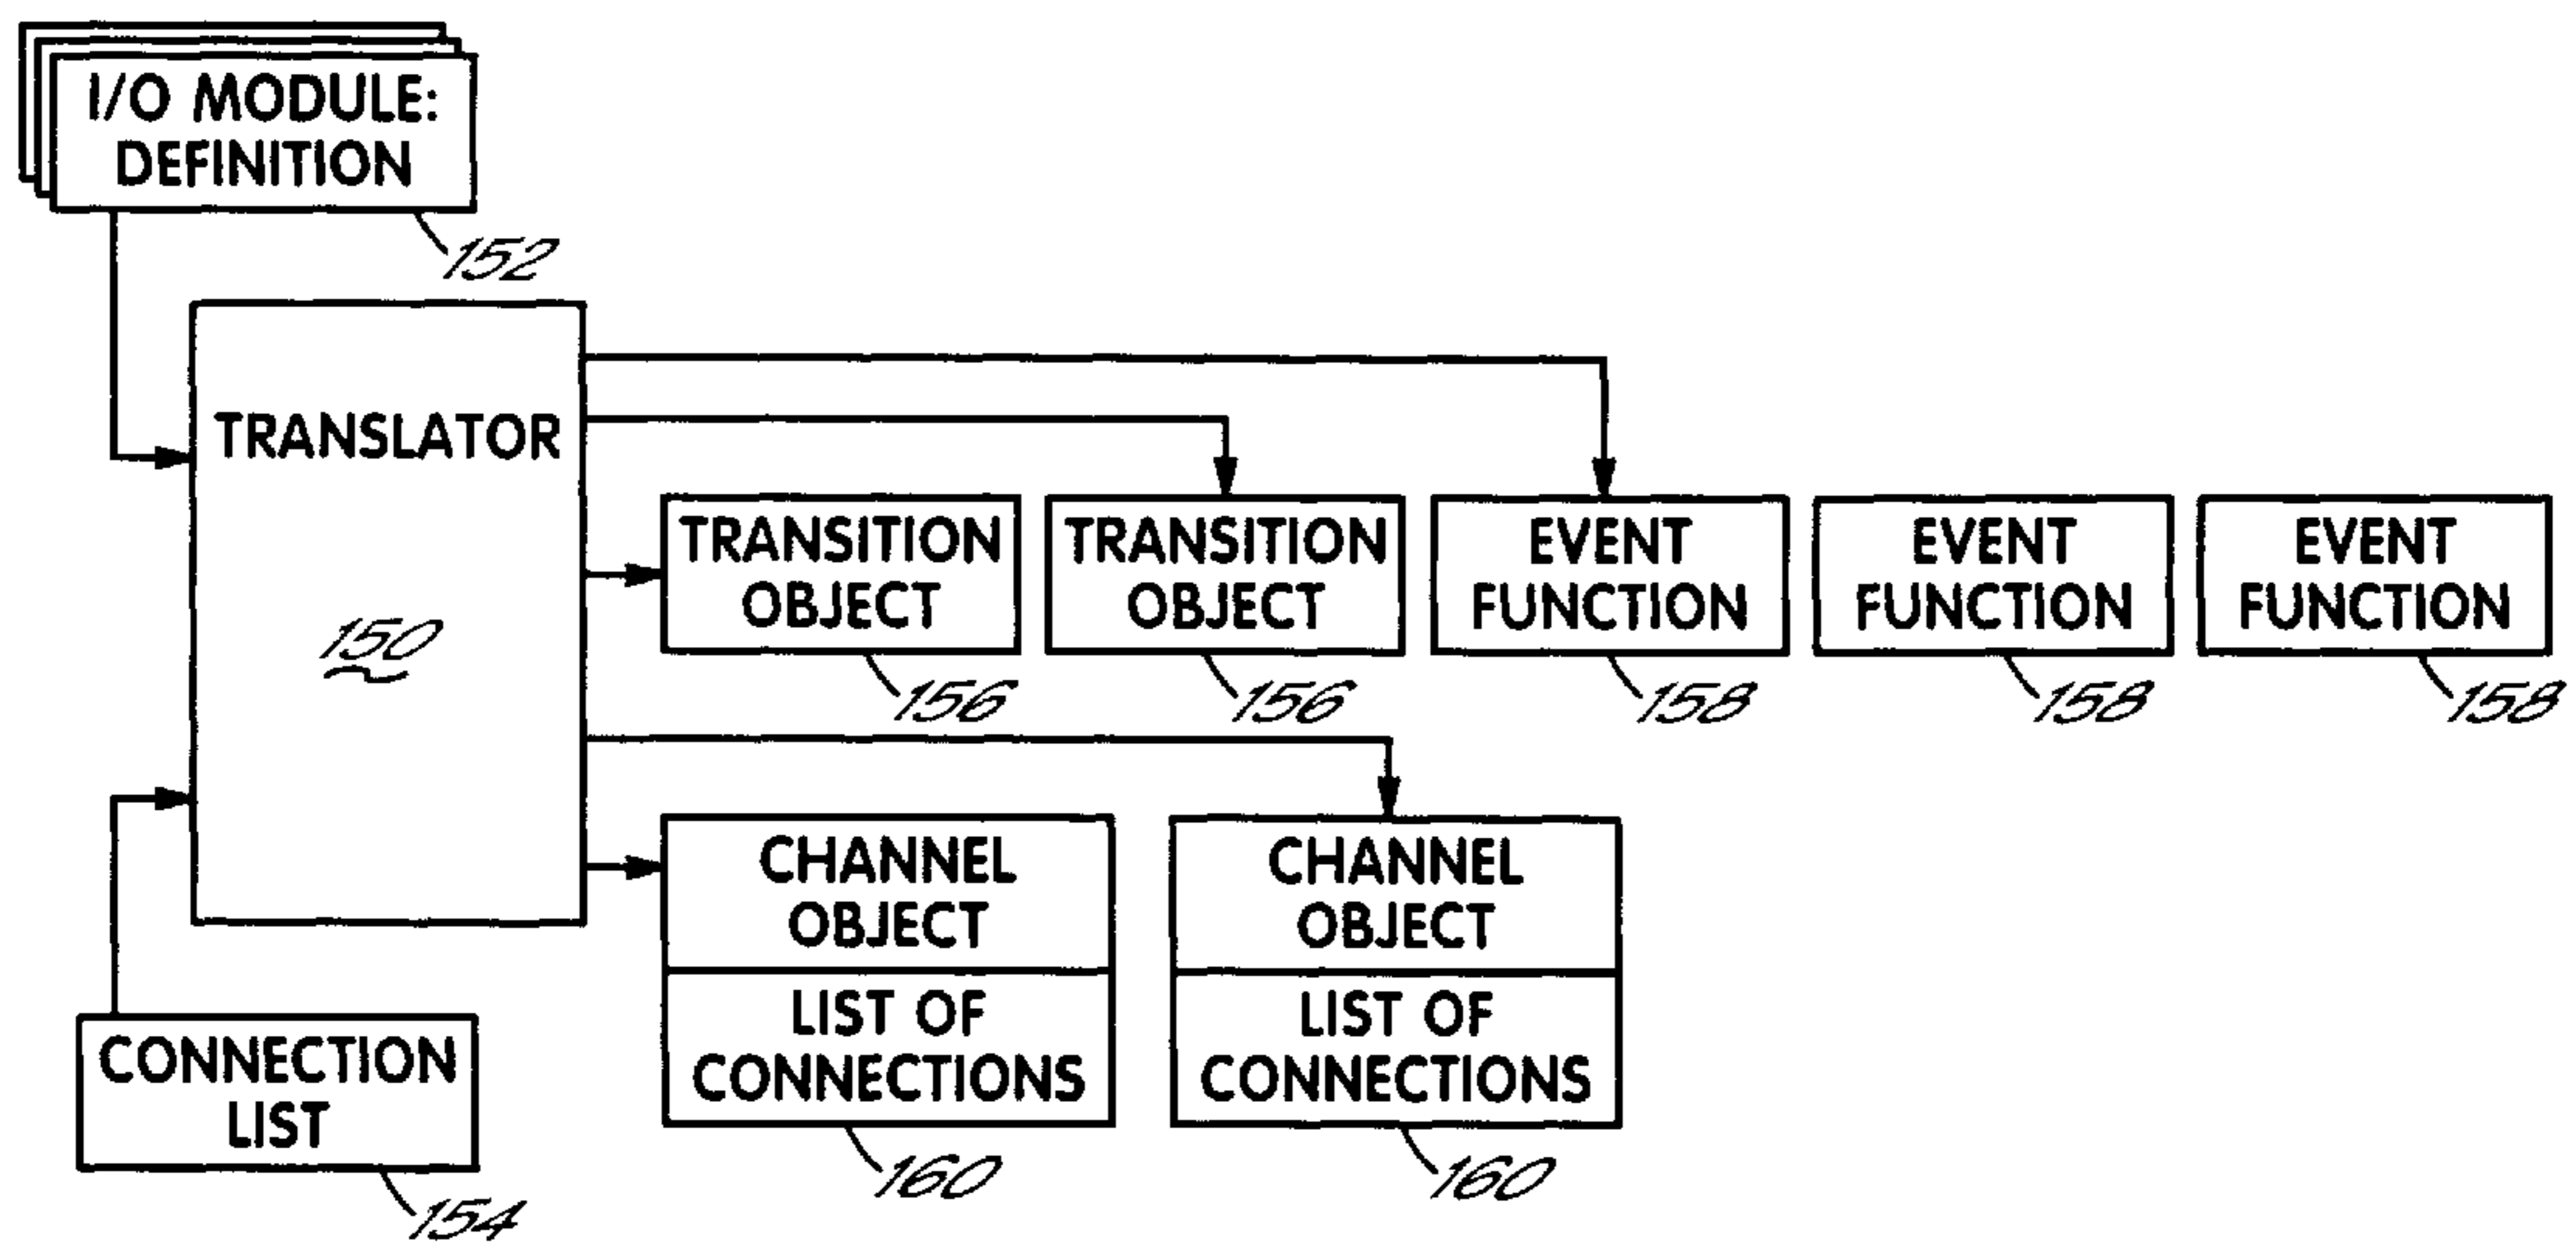 I/O MODULE:
DEFINITION
152
TRANSLATOR
150
TRANSITION
OBJECT
156
TRANSITION
OBJECT
156
EVENT
FUNCTION
158
EVENT
FUNCTION
158
EVENT
FUNCTION
158
CHANNEL
OBJECT
LIST OF
CONNECTIONS
160
CHANNEL
OBJECT
LIST OF
CONNECTIONS
160
CONNECTION
LIST
154